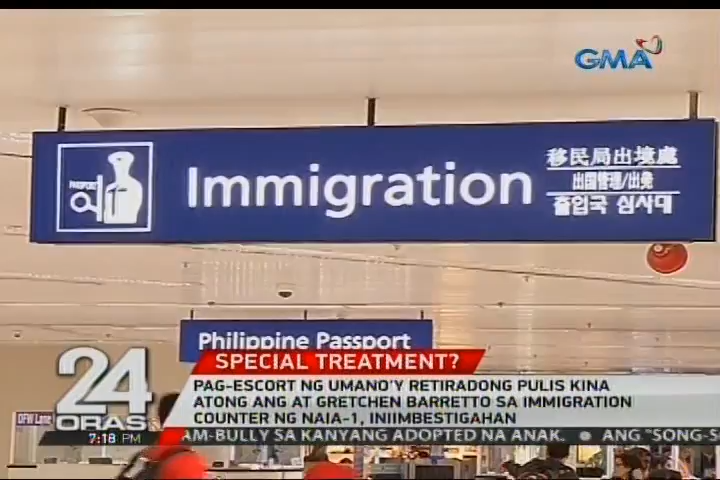 GMA
PASSPORT
Immigration
移民局出境處
出国管理/出発
출입국 심사대
Philippine Passport
SPECIAL TREATMENT?
PAG-ESCORT NG UMANO'Y RETIRADONG PULIS KINA
ATONG ANG AT GRETCHEN BARRETTO SA IMMIGRATION
COUNTER NG NAIA-1, INIIMBESTIGAHAN
24
ORAS
OFW Lane
7:18 PM
AM-BULLY SA KANYANG ADOPTED NA ANAK. ● ANG "SONG-S